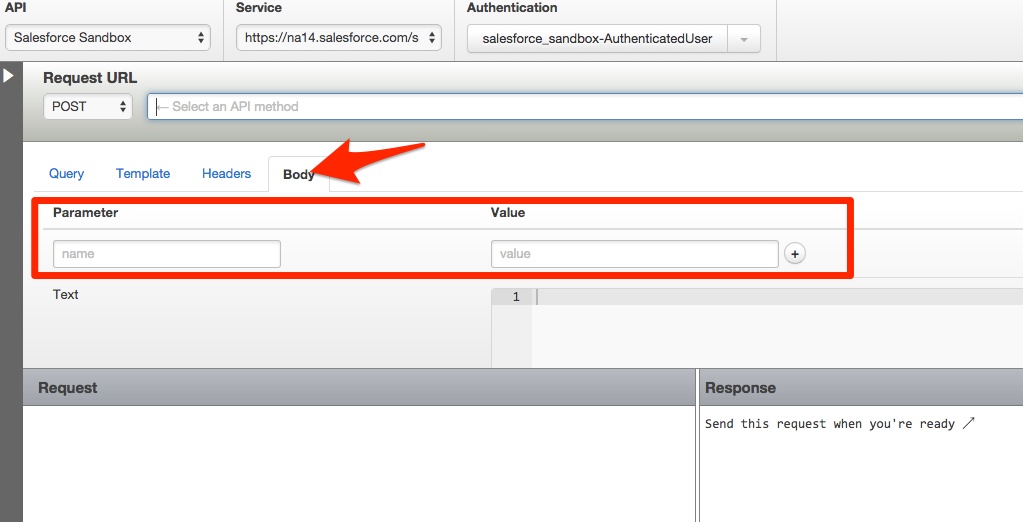 API Service Authentication
Salesforce Sandbox https://na14.salesforce.com/s salesforce_sandbox-AuthenticatedUser
Request URL
POST ← Select an API method
Query Template Headers Body
Parameter Value
name value +
Text 1
Request Response
Send this request when you're ready ↗